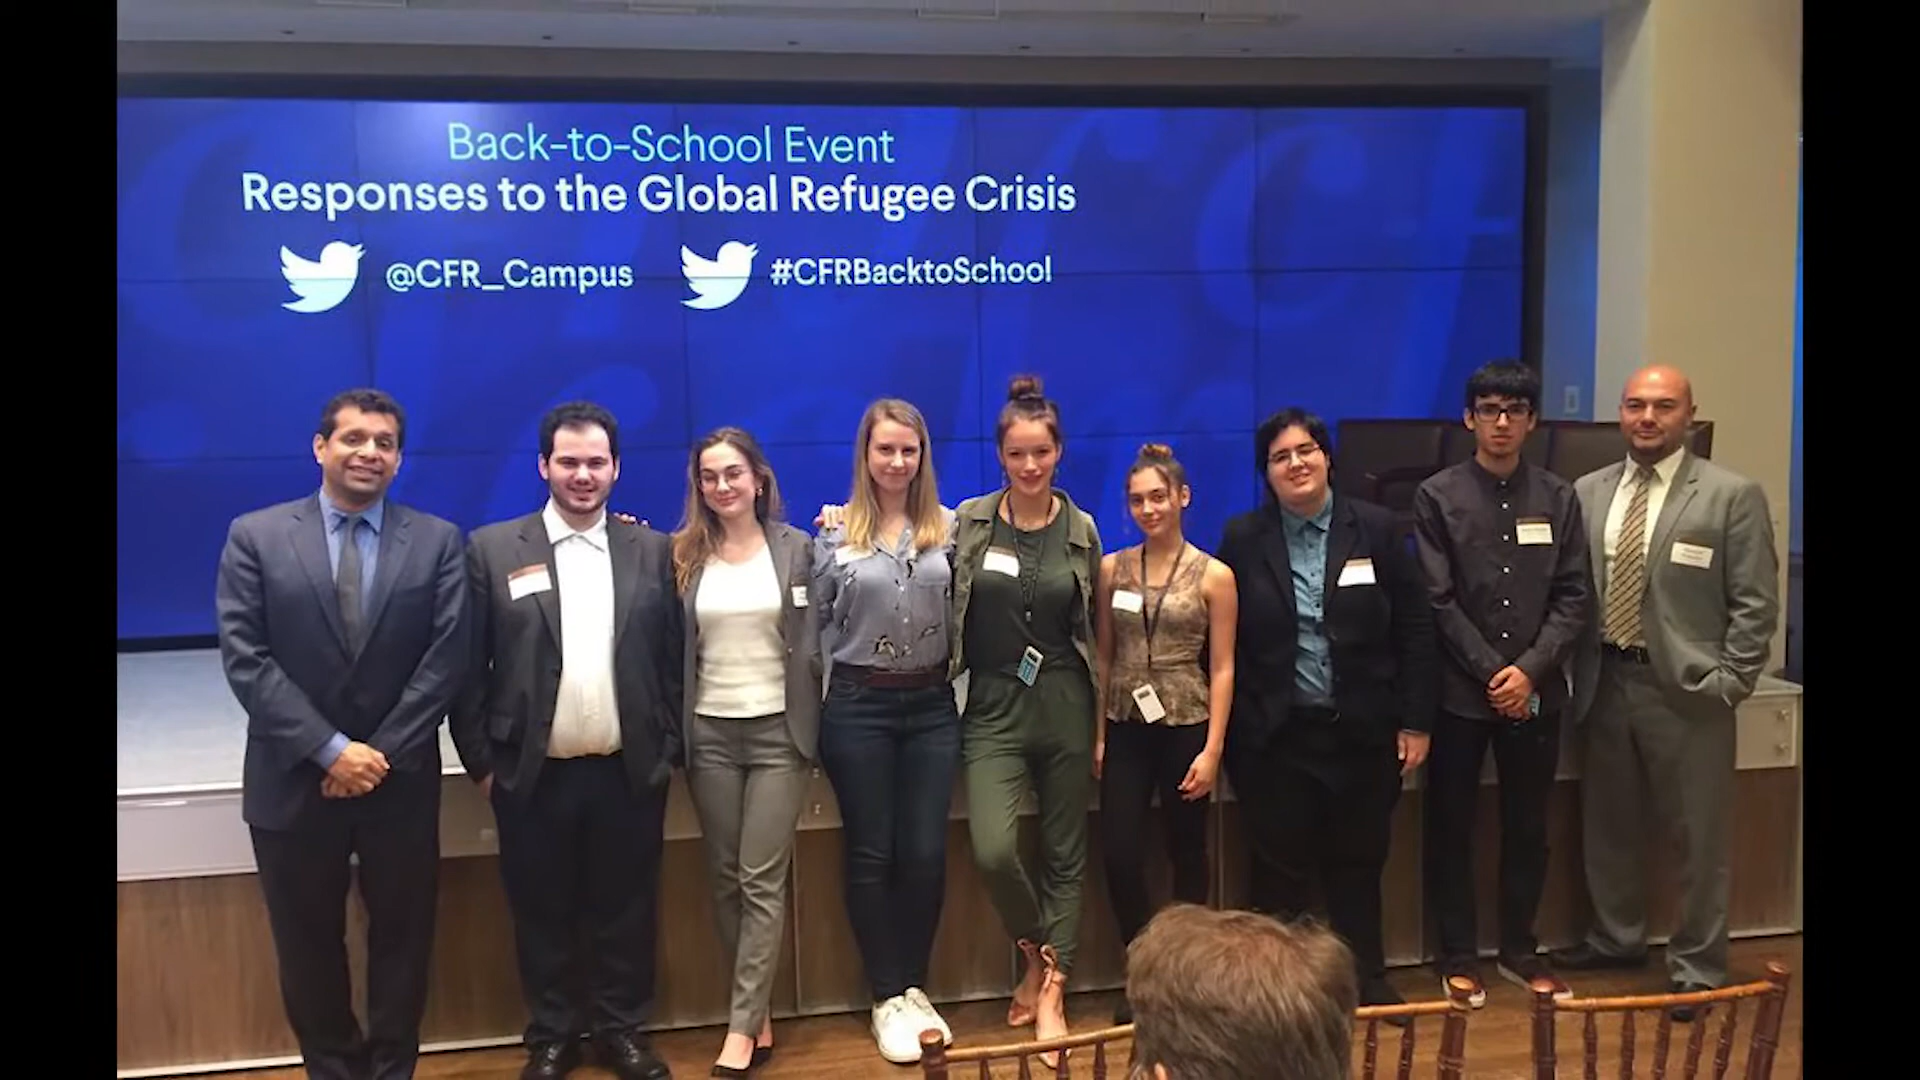 Back-to-School Event
Responses to the Global Refugee Crisis
@CFR_Campus #CFRBacktoSchool